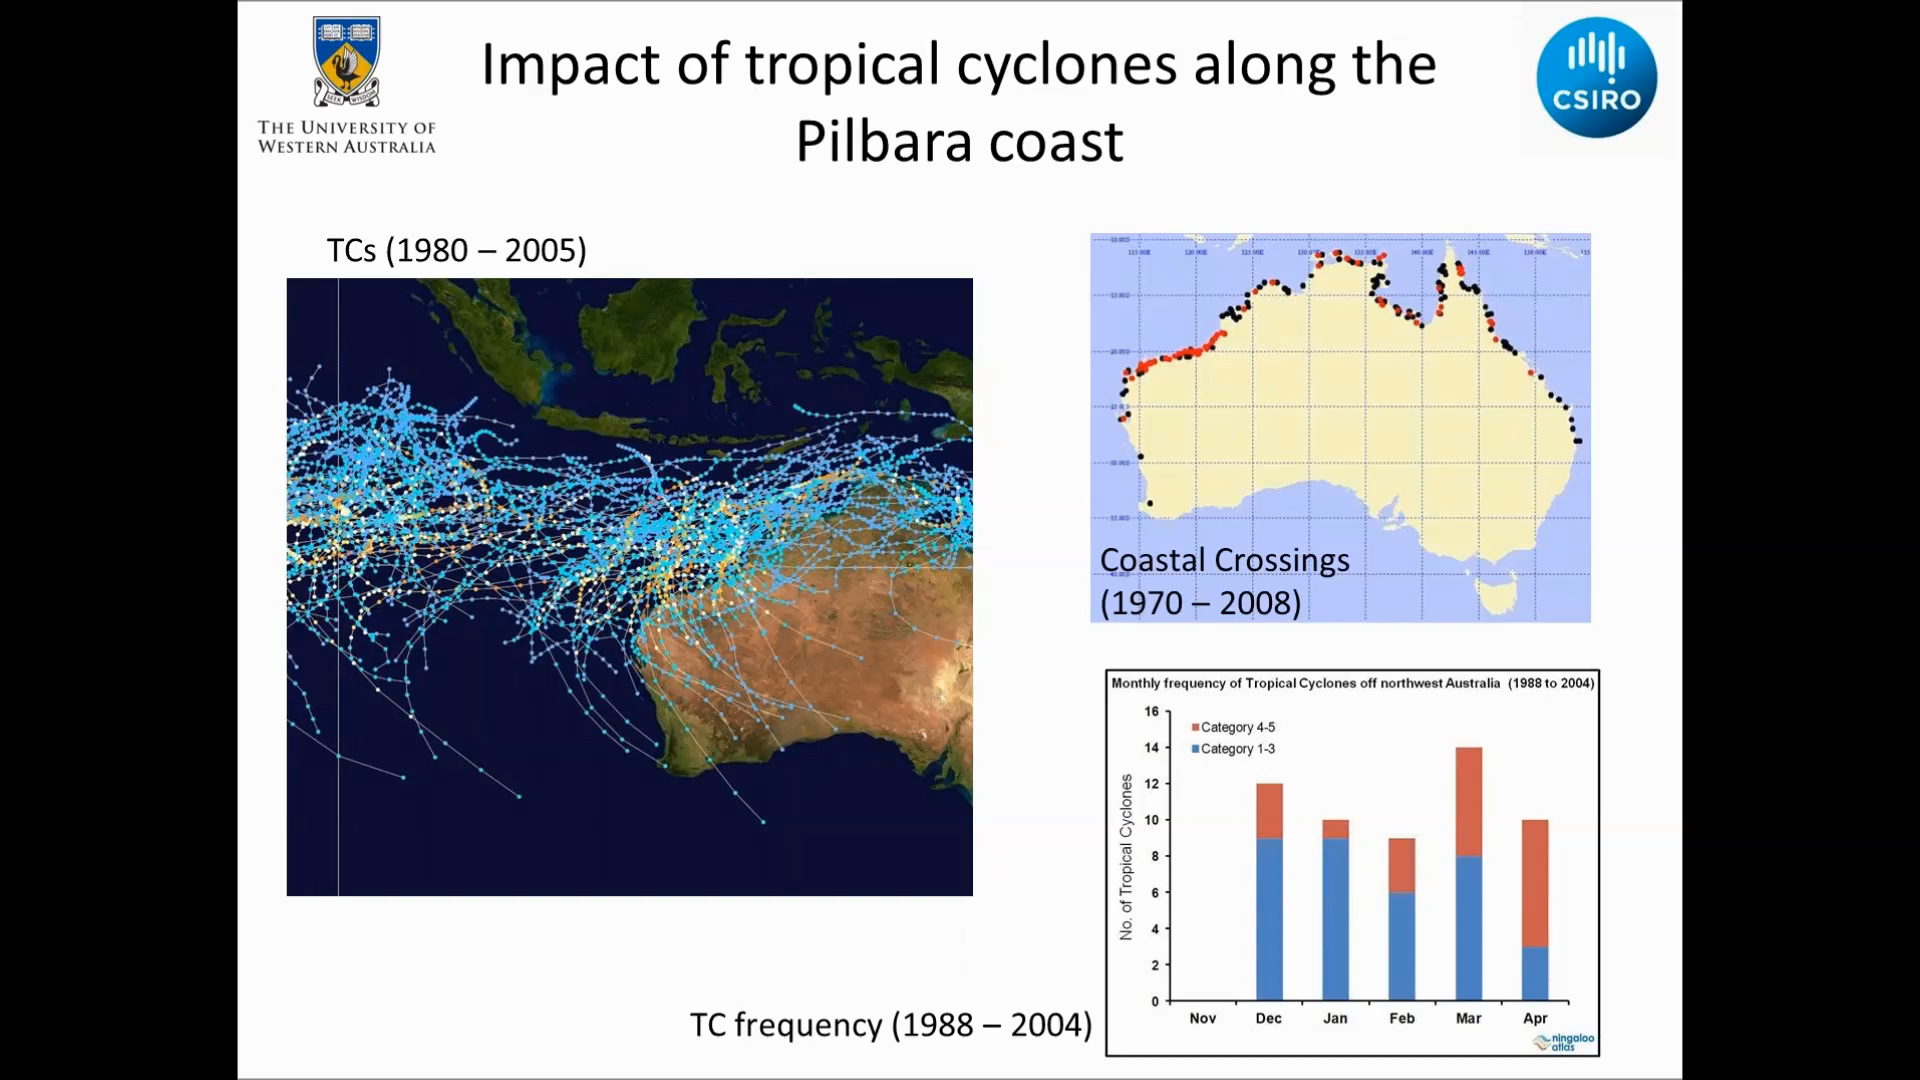 SEEK WISDOM
THE UNIVERSITY OF
WESTERN AUSTRALIA
Impact of tropical cyclones along the
Pilbara coast
CSIRO
TCs (1980 – 2005)
Coastal Crossings
(1970 – 2008)
Monthly frequency of Tropical Cyclones off northwest Australia (1988 to 2004)
16
14
12
10
8
6
4
2
0
No. of Tropical Cyclones
Category 4-5
Category 1-3
Nov Dec Jan Feb Mar Apr
ningaloo
atlas
TC frequency (1988 – 2004)